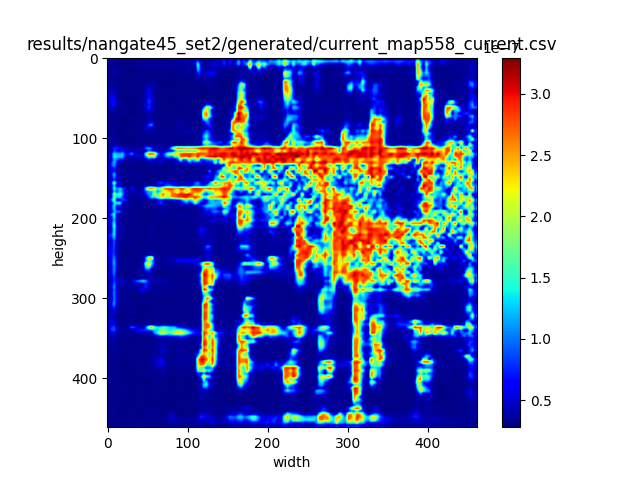 results/nangate45_set2/generated/current_map558_current.csv
1e−7
0
100
200
300
400
height
0 100 200 300 400
width
3.0
2.5
2.0
1.5
1.0
0.5